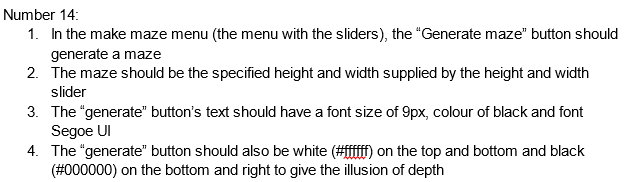 Number 14:
1. In the make maze menu (the menu with the sliders), the “Generate maze” button should
generate a maze
2. The maze should be the specified height and width supplied by the height and width
slider
3. The “generate” button’s text should have a font size of 9px, colour of black and font
Segoe UI
4. The “generate” button should also be white (#ffffff) on the top and bottom and black
(#000000) on the bottom and right to give the illusion of depth